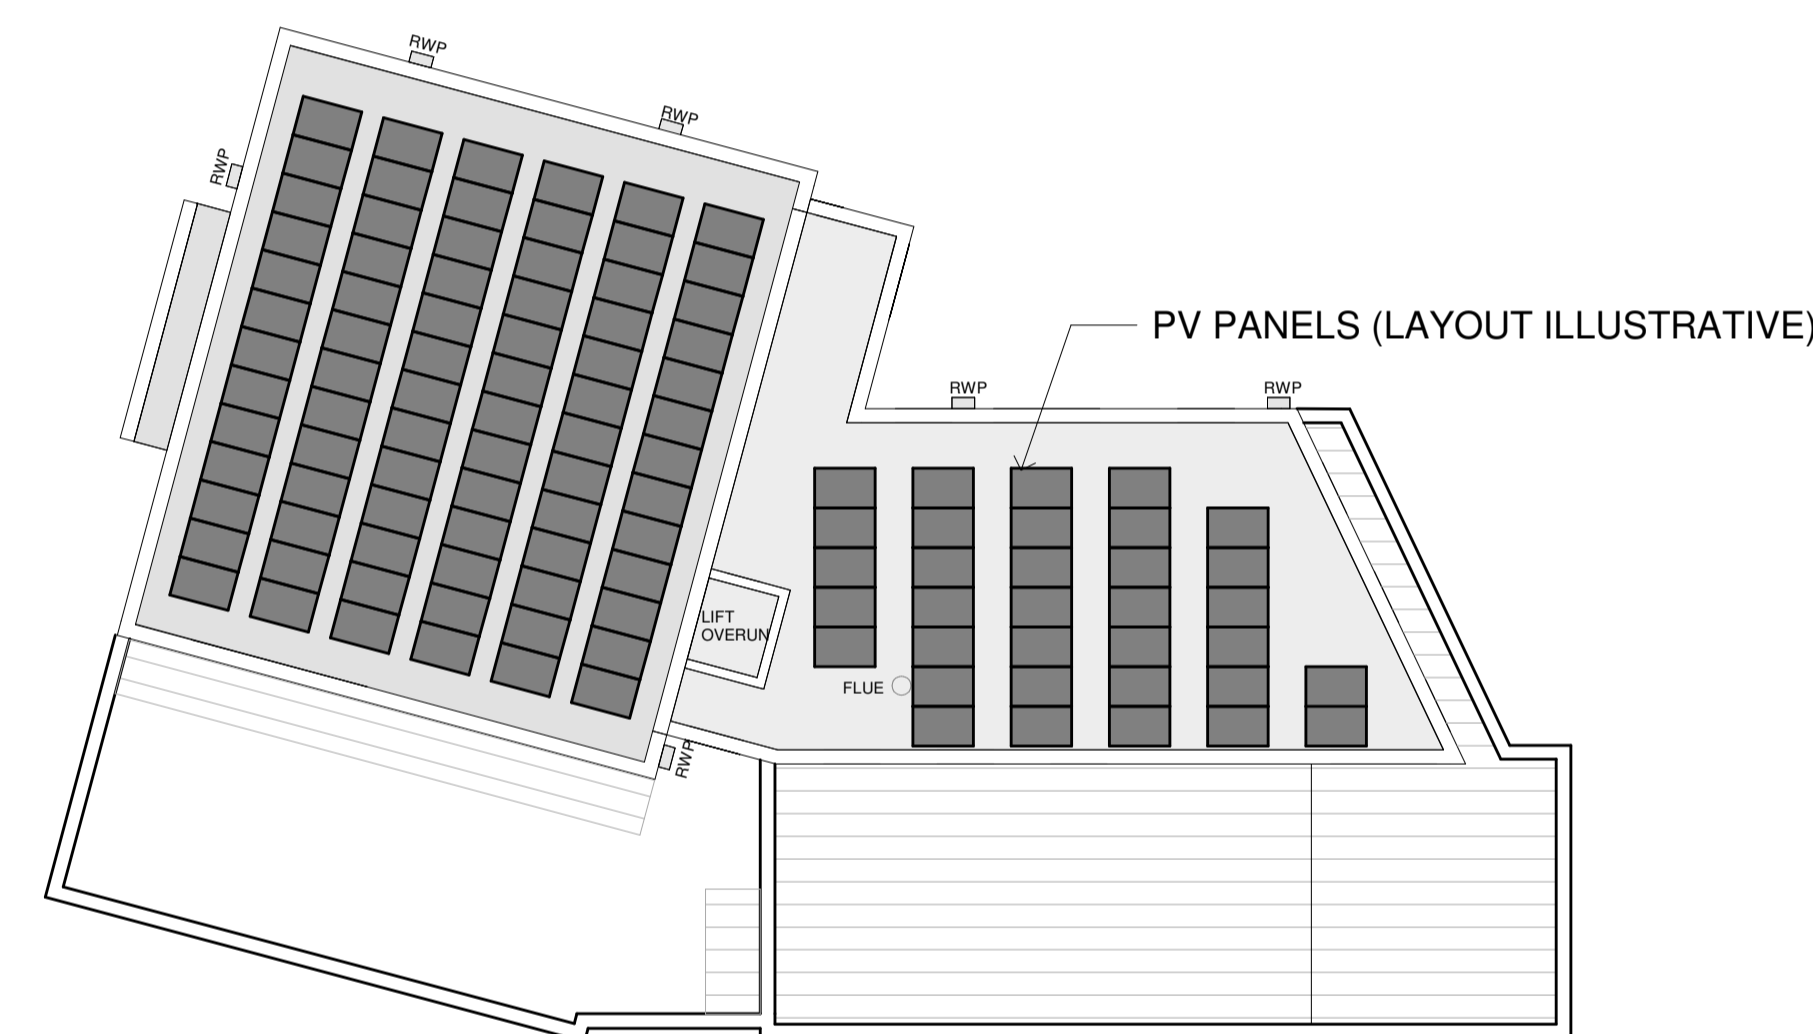 RWP
RWP
RWP
PV PANELS (LAYOUT ILLUSTRATIVE)
RWP
RWP
LIFT
OVERUN
FLUE
RWP